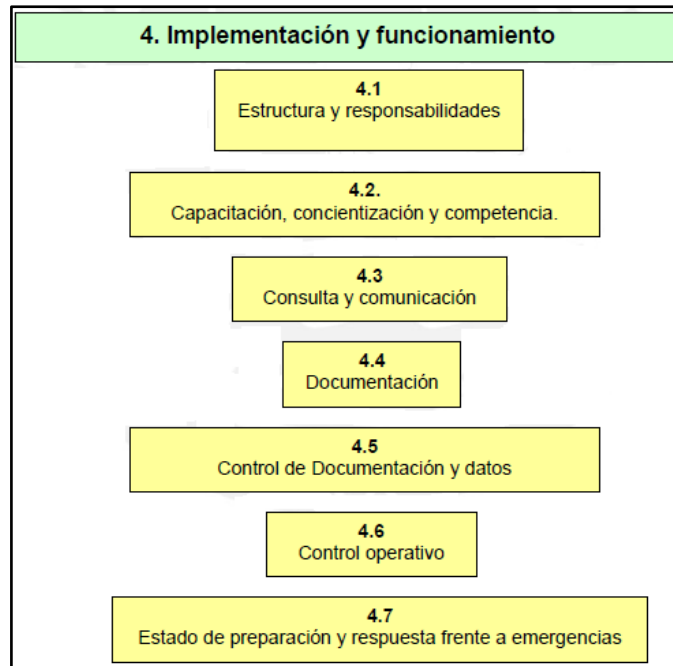 4. Implementación y funcionamiento
4.1
Estructura y responsabilidades
4.2.
Capacitación, concientización y competencia.
4.3
Consulta y comunicación
4.4
Documentación
4.5
Control de Documentación y datos
4.6
Control operativo
4.7
Estado de preparación y respuesta frente a emergencias